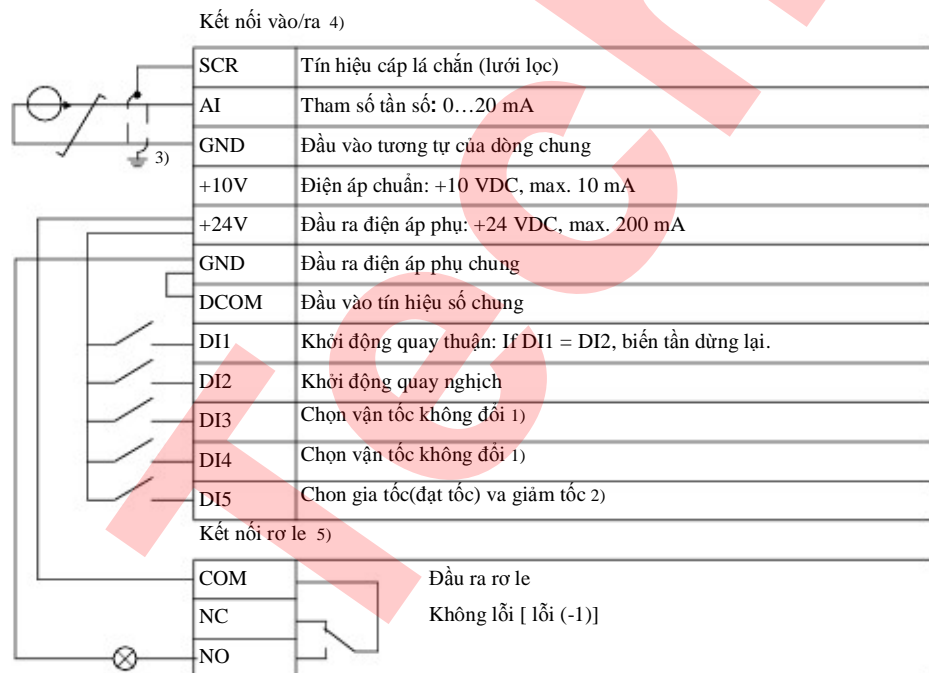 Kết nối vào/ra 4)
SCR Tín hiệu cáp lá chắn (lưới lọc)
AI Tham số tần số: 0…20 mA
GND Đầu vào tương tự của dòng chung
3)
+10V Điện áp chuẩn: +10 VDC, max. 10 mA
+24V Đầu ra điện áp phụ: +24 VDC, max. 200 mA
GND Đầu ra điện áp phụ chung
DCOM Đầu vào tín hiệu số chung
DI1 Khởi động quay thuận: If DI1 = DI2, biến tần dừng lại.
DI2 Khởi động quay nghịch
DI3 Chọn vận tốc không đổi 1)
DI4 Chọn vận tốc không đổi 1)
DI5 Chon gia tốc(đạt tốc) va giảm tốc 2)
Kết nối rơ le 5)
COM Đầu ra rơ le
NC Không lỗi [ lỗi (-1)]
NO
Tech